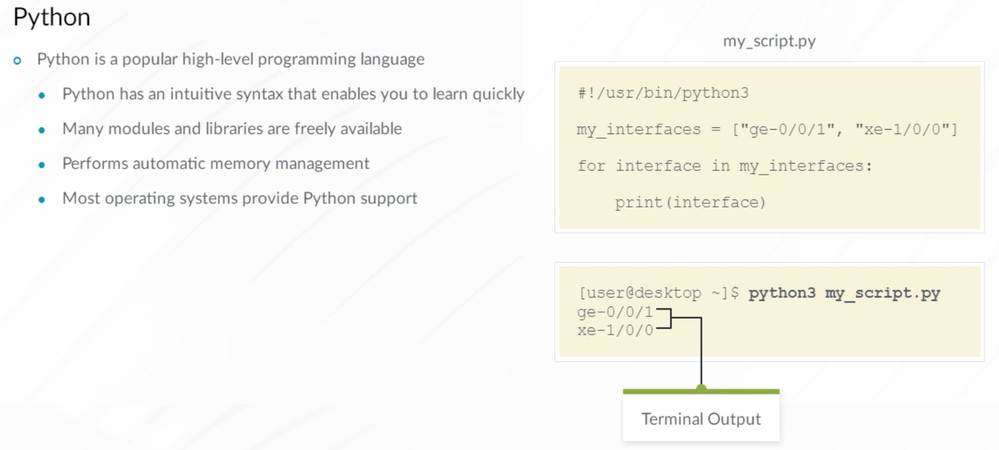 Python
Python is a popular high-level programming language
Python has an intuitive syntax that enables you to learn quickly
Many modules and libraries are freely available
Performs automatic memory management
Most operating systems provide Python support
my_script.py
#!/usr/bin/python3
my_interfaces = ["ge-0/0/1", "xe-1/0/0"]
for interface in my_interfaces:
    print(interface)
[user@desktop ~]$ python3 my_script.py
ge-0/0/1
xe-1/0/0
Terminal Output